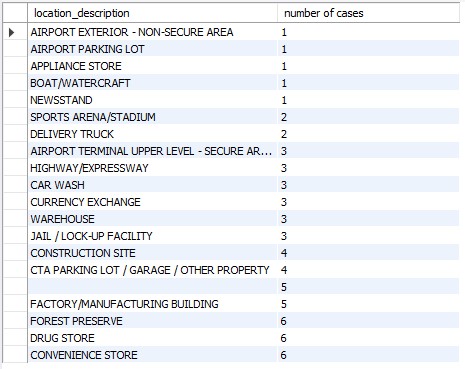 location_description number of cases
AIRPORT EXTERIOR - NON-SECURE AREA 1
AIRPORT PARKING LOT 1
APPLIANCE STORE 1
BOAT/WATERCRAFT 1
NEWSSTAND 1
SPORTS ARENA/STADIUM 2
DELIVERY TRUCK 2
AIRPORT TERMINAL UPPER LEVEL - SECURE AR... 3
HIGHWAY/EXPRESSWAY 3
CAR WASH 3
CURRENCY EXCHANGE 3
WAREHOUSE 3
JAIL / LOCK-UP FACILITY 3
CONSTRUCTION SITE 4
CTA PARKING LOT / GARAGE / OTHER PROPERTY 4
5
FACTORY/MANUFACTURING BUILDING 5
FOREST PRESERVE 6
DRUG STORE 6
CONVENIENCE STORE 6